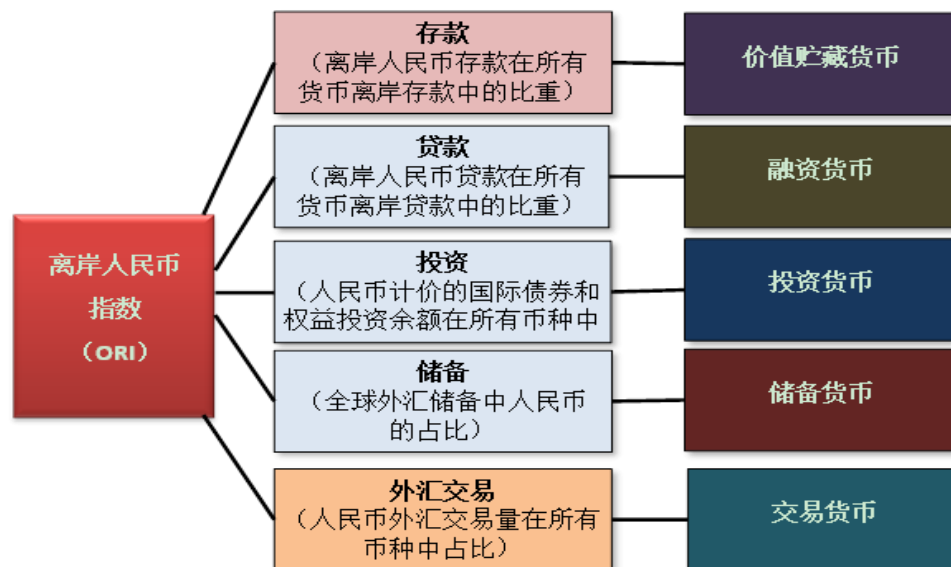 离岸人民币
指数
（ORI）
存款
（离岸人民币存款在所有
货币离岸存款中的比重）
价值贮藏货币
贷款
（离岸人民币贷款在所有
货币离岸贷款中的比重）
融资货币
投资
（人民币计价的国际债券和
权益投资余额在所有币种中
投资货币
储备
（全球外汇储备中人民币
的占比）
储备货币
外汇交易
（人民币外汇交易量在所有
币种中占比）
交易货币